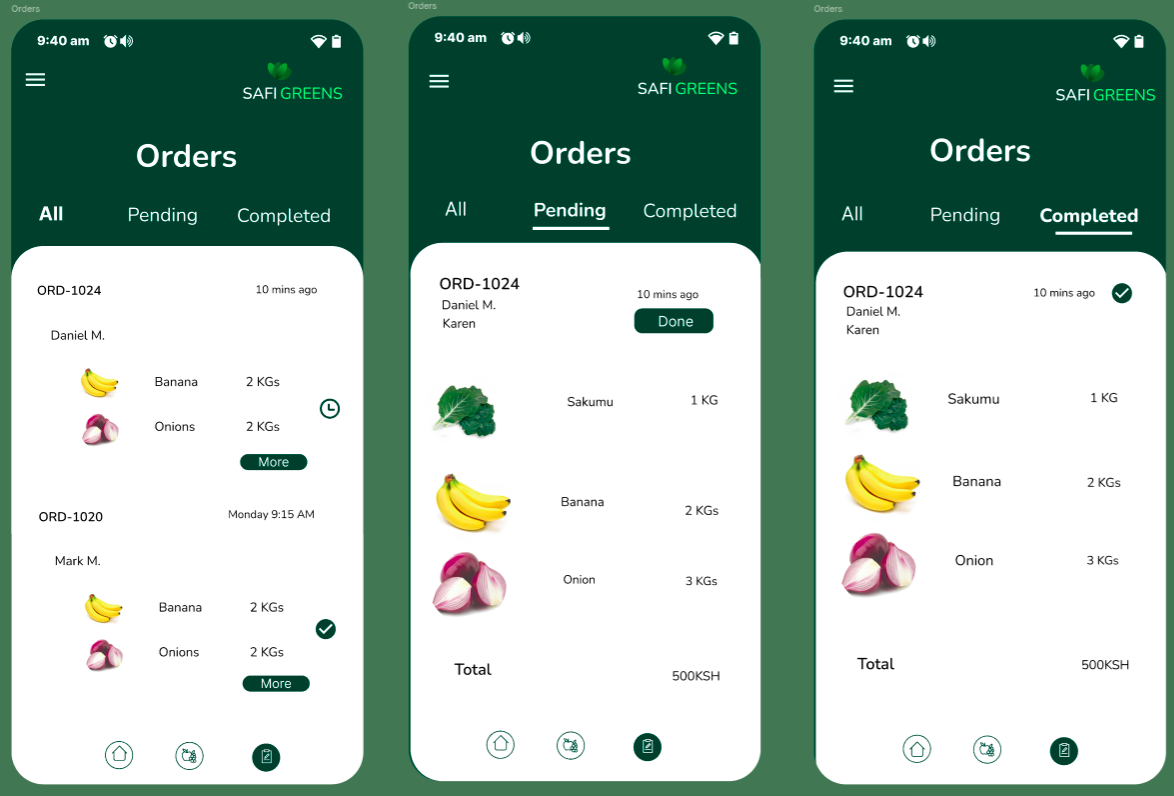 Orders
9:40 am
SAFI GREENS
Orders
All Pending Completed
ORD-1024 10 mins ago
Daniel M.
Banana 2 KGs
Onions 2 KGs
More
ORD-1020 Monday 9:15 AM
Mark M.
Banana 2 KGs
Onions 2 KGs
More
Orders
9:40 am
SAFI GREENS
Orders
All Pending Completed
ORD-1024 10 mins ago
Daniel M.
Karen
Done
Sakumu 1 KG
Banana 2 KGs
Onion 3 KGs
Total 500KSH
Orders
9:40 am
SAFI GREENS
Orders
All Pending Completed
ORD-1024 10 mins ago
Daniel M.
Karen
Sakumu 1 KG
Banana 2 KGs
Onion 3 KGs
Total 500KSH